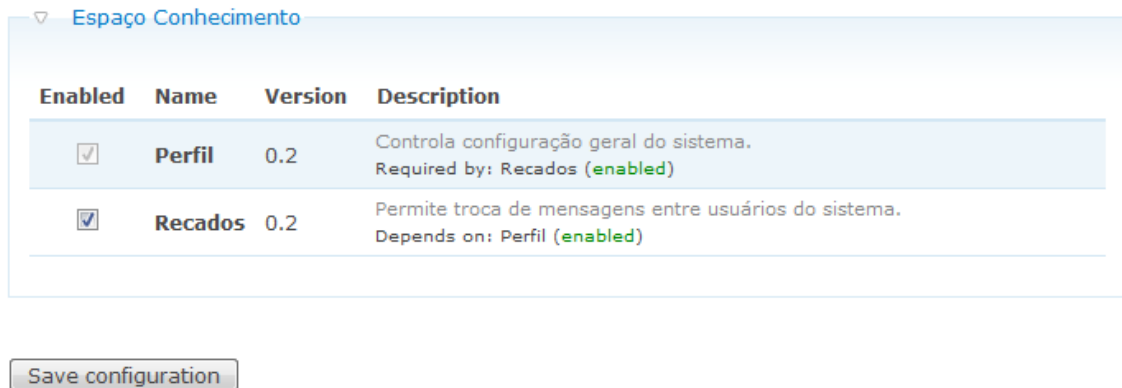 Espaço Conhecimento
Enabled Name Version Description
Perfil 0.2 Controla configuração geral do sistema.
Required by: Recados (enabled)
Recados 0.2 Permite troca de mensagens entre usuários do sistema.
Depends on: Perfil (enabled)
Save configuration